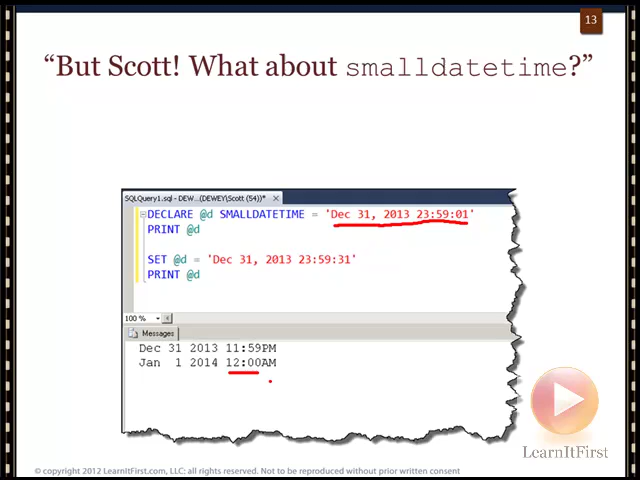 13
“But Scott! What about smalldatetime?”
SQLQuery1.sql - DEW...(DEWEY\Scott (54))* ×
DECLARE @d SMALLDATETIME = 'Dec 31, 2013 23:59:01'
PRINT @d
SET @d = 'Dec 31, 2013 23:59:31'
PRINT @d
100 %
Messages
Dec 31 2013 11:59PM
Jan  1 2014 12:00AM
LearnItFirst
© copyright 2012 LearnItFirst.com, LLC; all rights reserved. Not to be reproduced without prior written consent